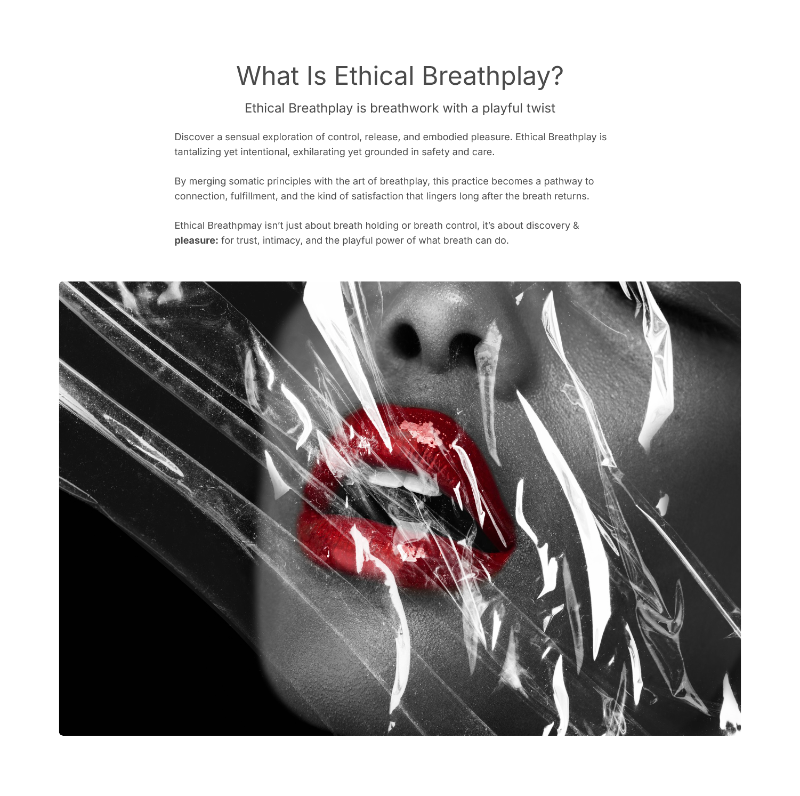 What Is Ethical Breathplay?
Ethical Breathplay is breathwork with a playful twist
Discover a sensual exploration of control, release, and embodied pleasure. Ethical Breathplay is
tantalizing yet intentional, exhilarating yet grounded in safety and care.
By merging somatic principles with the art of breathplay, this practice becomes a pathway to
connection, fulfillment, and the kind of satisfaction that lingers long after the breath returns.
Ethical Breathpmay isn’t just about breath holding or breath control, it’s about discovery &
pleasure: for trust, intimacy, and the playful power of what breath can do.